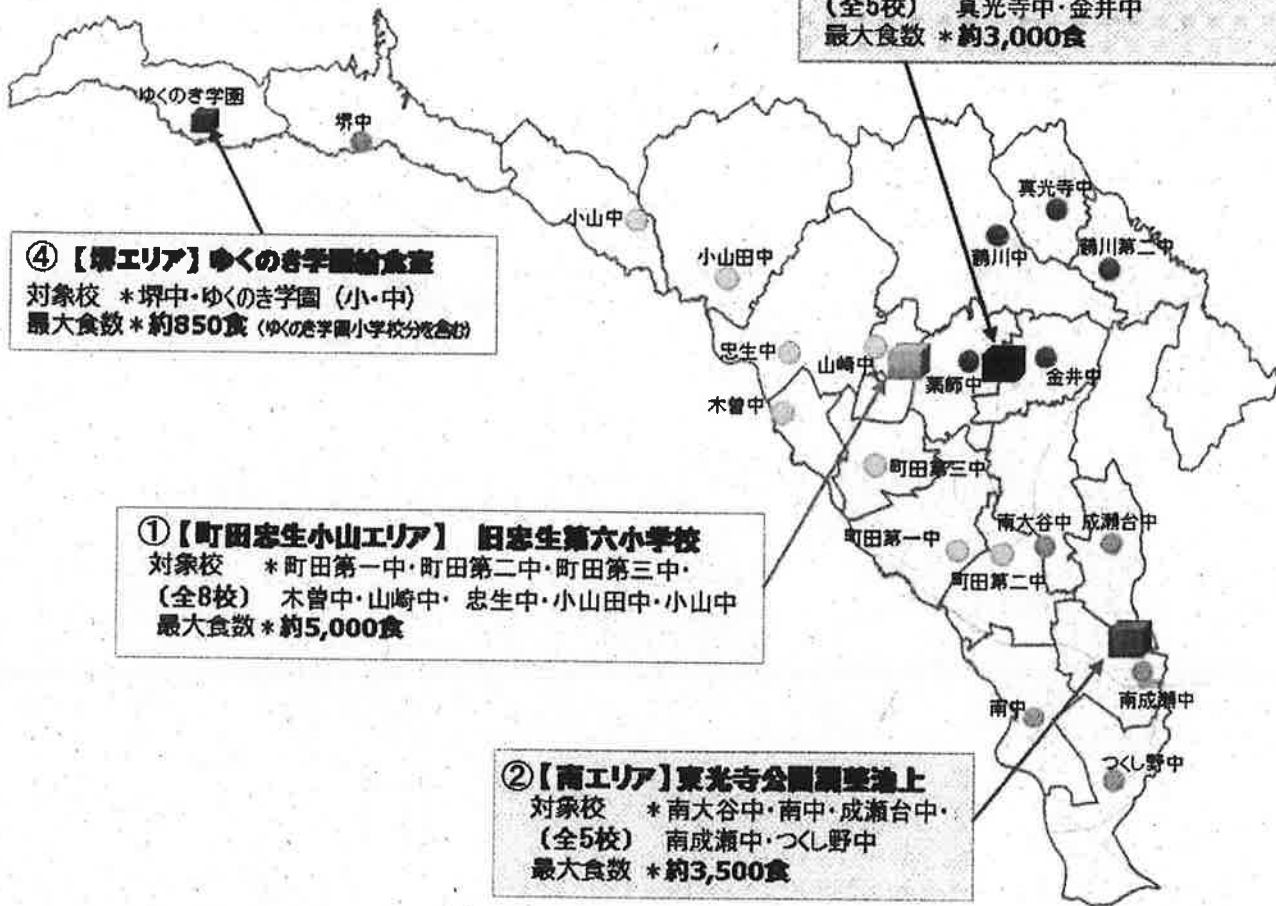 (全5校) 真光寺中・金井中
最大食数 *約3,000食
ゆくのき学園
堺中
小山中
小山田中
真光寺中
鶴川中
鶴川第二中
④【堺エリア】ゆくのき学園給食室
対象校 *堺中・ゆくのき学園(小・中)
最大食数*約850食(ゆくのき学園小学校分を含む)
忠生中
山崎中
薬師中
金井中
木曽中
町田第三中
①【町田忠生小山エリア】 旧忠生第六小学校
対象校 *町田第一中・町田第二中・町田第三中・
(全8校) 木曽中・山崎中・ 忠生中・小山田中・小山中
最大食数*約5,000食
町田第一中
南大谷中
成瀬台中
町田第二中
南成瀬中
南中
つくし野中
②【南エリア】東光寺公園調整池上
対象校 *南大谷中・南中・成瀬台中・
(全5校) 南成瀬中・つくし野中
最大食数 *約3,500食